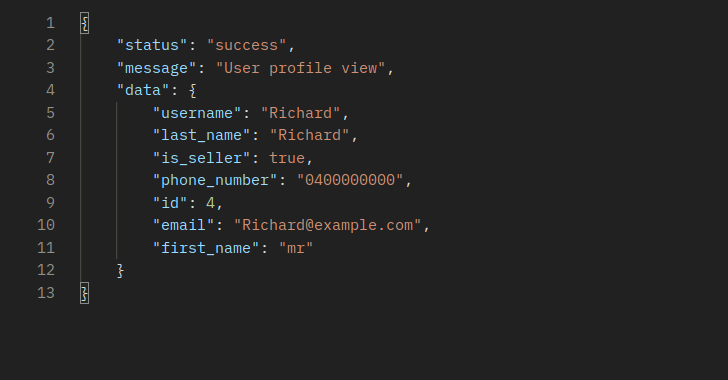 1 {
2     "status": "success",
3     "message": "User profile view",
4     "data": {
5         "username": "Richard",
6         "last_name": "Richard",
7         "is_seller": true,
8         "phone_number": "0400000000",
9         "id": 4,
10         "email": "Richard@example.com",
11         "first_name": "mr"
12     }
13 }